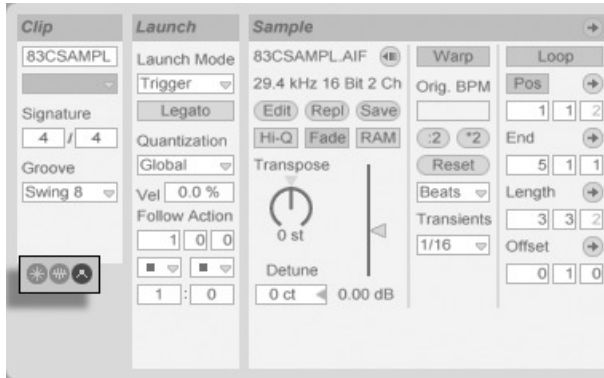 Clip
83CSAMPL
Signature
4 / 4
Groove
Swing 8
Launch
Launch Mode
Trigger
Legato
Quantization
Global
Vel 0.0 %
Follow Action
1 0 0
1 : 0
Sample
83CSAMPL.AIF
29.4 kHz 16 Bit 2 Ch
Edit Repl Save
Hi-Q Fade RAM
Transpose
0 st
Detune
0 ct 0.00 dB
Warp
Orig. BPM
:2 *2
Reset
Beats
Transients
1/16
Loop
Pos
1 1 2
End
5 1 1
Length
3 3 2
Offset
0 1 0